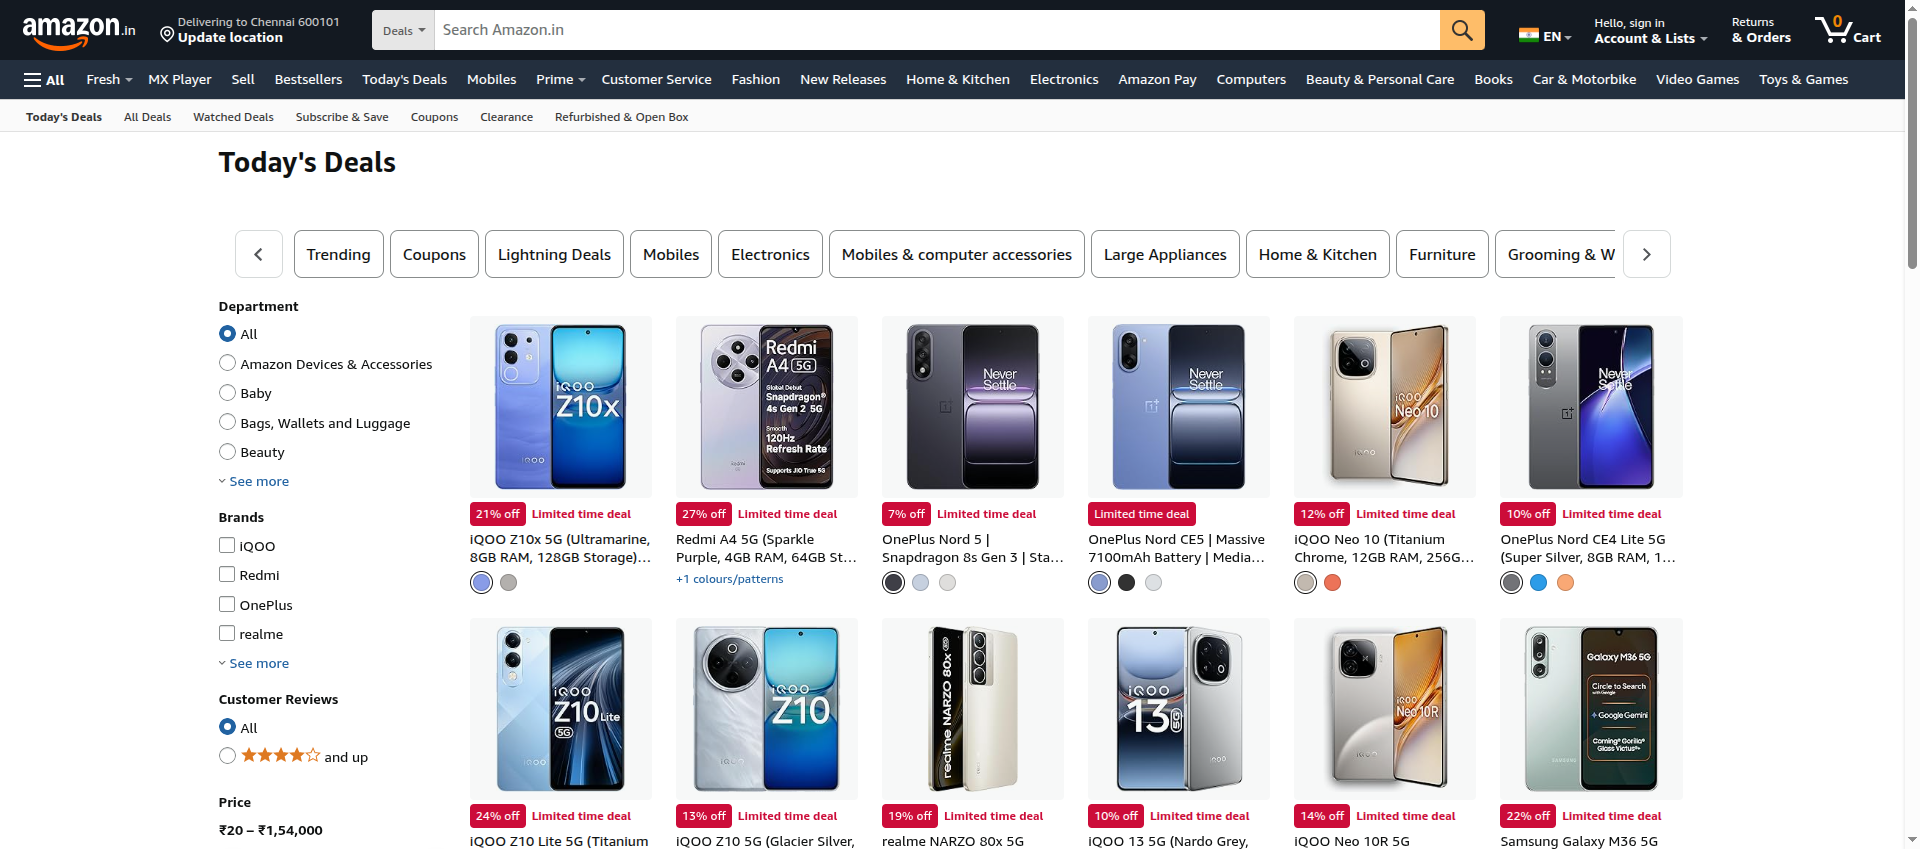 amazon.in
Delivering to Chennai 600101
Update location
Deals
Search Amazon.in
EN
Hello, sign in
Account & Lists
Returns
& Orders
0
Cart
All
Fresh
MX Player
Sell
Bestsellers
Today's Deals
Mobiles
Prime
Customer Service
Fashion
New Releases
Home & Kitchen
Electronics
Amazon Pay
Computers
Beauty & Personal Care
Books
Car & Motorbike
Video Games
Toys & Games
Today's Deals
All Deals
Watched Deals
Subscribe & Save
Coupons
Clearance
Refurbished & Open Box
Today's Deals
Trending
Coupons
Lightning Deals
Mobiles
Electronics
Mobiles & computer accessories
Large Appliances
Home & Kitchen
Furniture
Grooming & W
Department
All
Amazon Devices & Accessories
Baby
Bags, Wallets and Luggage
Beauty
See more
Brands
iQOO
Redmi
OnePlus
realme
See more
Customer Reviews
All
and up
Price
₹20 – ₹1,54,000
iQOO
Z10x
iQOO
21% off
Limited time deal
iQOO Z10x 5G (Ultramarine,
8GB RAM, 128GB Storage)...
Redmi
A4 5G
Global Debut
Snapdragon®
4s Gen 2 5G
Smooth
120Hz
Refresh Rate
Supports JIO True 5G
27% off
Limited time deal
Redmi A4 5G (Sparkle
Purple, 4GB RAM, 64GB St...
+1 colours/patterns
Never
Settle
7% off
Limited time deal
OnePlus Nord 5 |
Snapdragon 8s Gen 3 | Sta...
Never
Settle
Limited time deal
OnePlus Nord CE5 | Massive
7100mAh Battery | Media...
iQOO
Neo 10
iQOO
12% off
Limited time deal
iQOO Neo 10 (Titanium
Chrome, 12GB RAM, 256G...
Never
Settle
10% off
Limited time deal
OnePlus Nord CE4 Lite 5G
(Super Silver, 8GB RAM, 1...
iQOO
Z10 Lite
5G
iQOO
24% off
Limited time deal
iQOO Z10 Lite 5G (Titanium
iQOO
Z10
iQOO
13% off
Limited time deal
iQOO Z10 5G (Glacier Silver,
realme NARZO 80x 5G
19% off
Limited time deal
realme NARZO 80x 5G
iQOO
13 5G
iQOO
10% off
Limited time deal
iQOO 13 5G (Nardo Grey,
iQOO
Neo 10R
iQOO
14% off
Limited time deal
iQOO Neo 10R 5G
Galaxy M36 5G
Circle to Search
with Google
Google Gemini
Corning® Gorilla®
Glass Victus®+
SAMSUNG
22% off
Limited time deal
Samsung Galaxy M36 5G